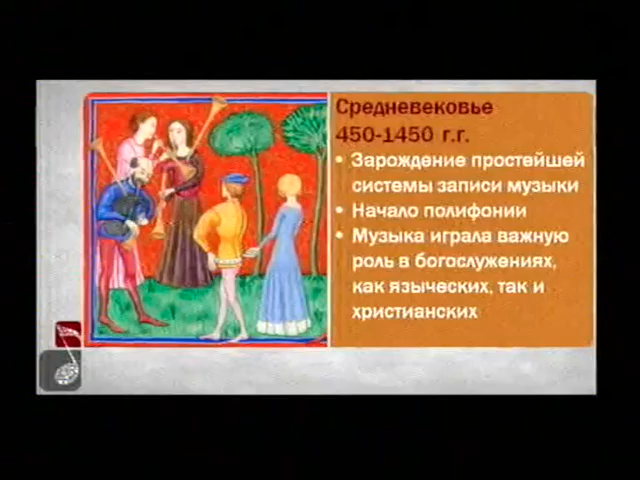 Средневековье
450-1450 г.г.
• Зарождение простейшей
системы записи музыки
• Начало полифонии
• Музыка играла важную
роль в богослужениях,
как языческих, так и
христианских